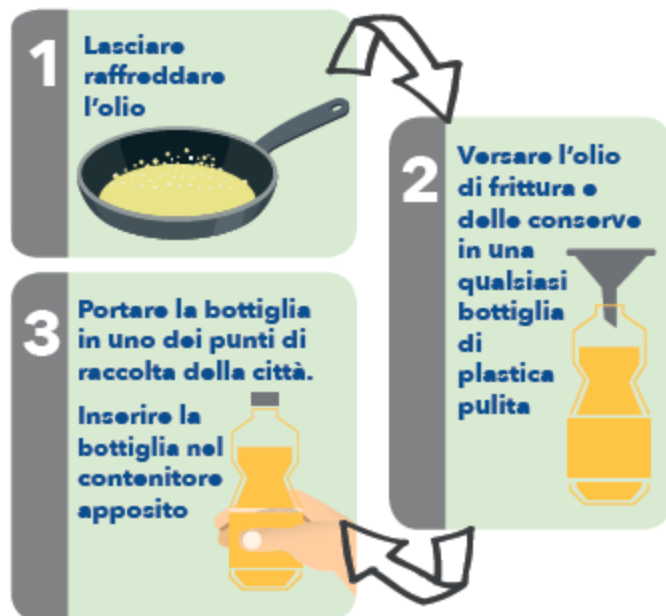 1
Lasciare
raffreddare
l'olio
2
Versare l'olio
di frittura e
delle conserve
in una
qualsiasi
bottiglia
di
plastica
pulita
3
Portare la bottiglia
in uno dei punti di
raccolta della città.
Inserire la
bottiglia nel
contenitore
apposito